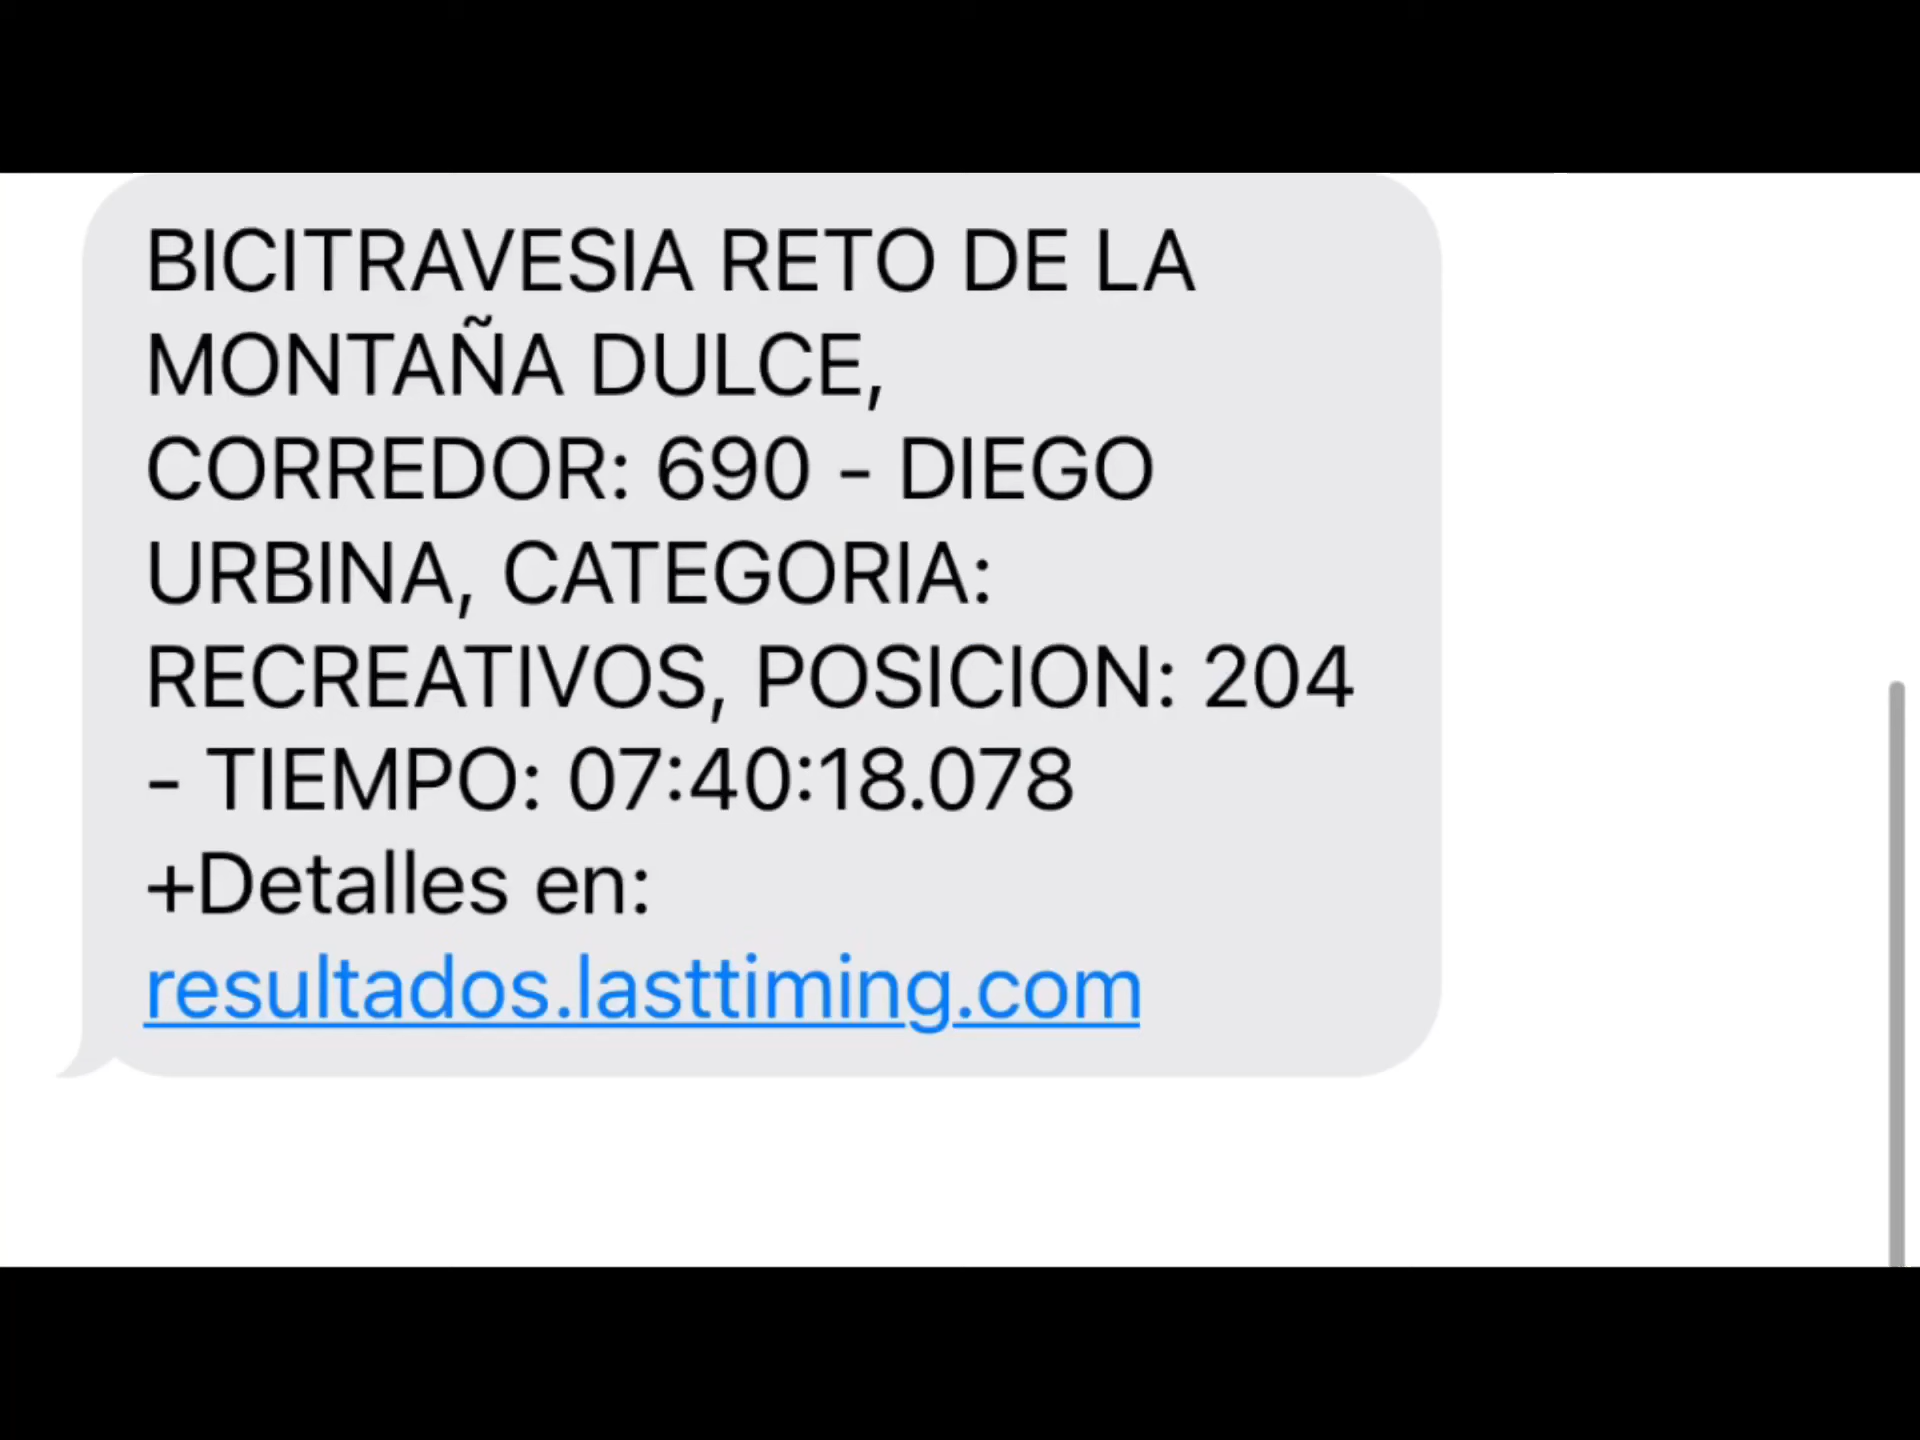 BICITRAVESIA RETO DE LA
MONTAÑA DULCE,
CORREDOR: 690 - DIEGO
URBINA, CATEGORIA:
RECREATIVOS, POSICION: 204
- TIEMPO: 07:40:18.078
+Detalles en:
resultados.lasttiming.com